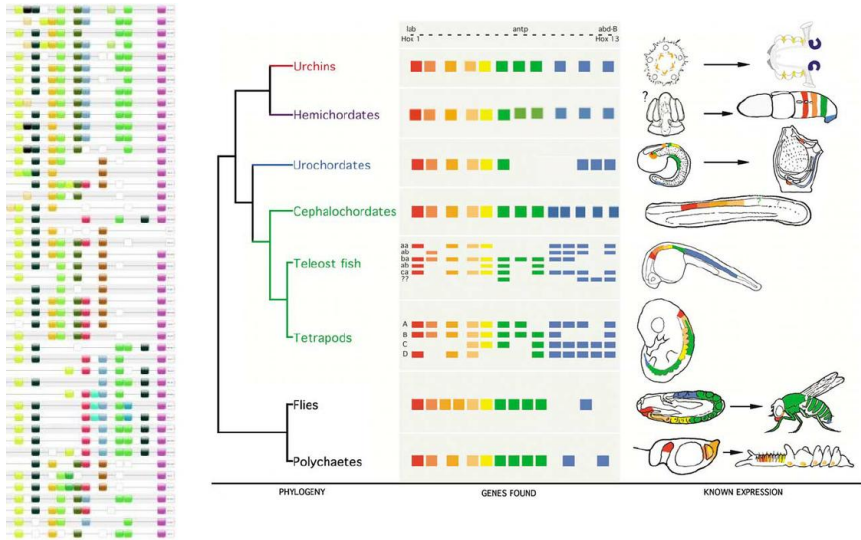 lab antp abd-B
Hox 1 Hox 13
Urchins
Hemichordates
?
Urochordates
Cephalochordates
?
aa
ab
ba
Teleost fish
ab
ca
??
A
B
Tetrapods
C
D
Flies
Polychaetes
PHYLOGENY GENES FOUND KNOWN EXPRESSION